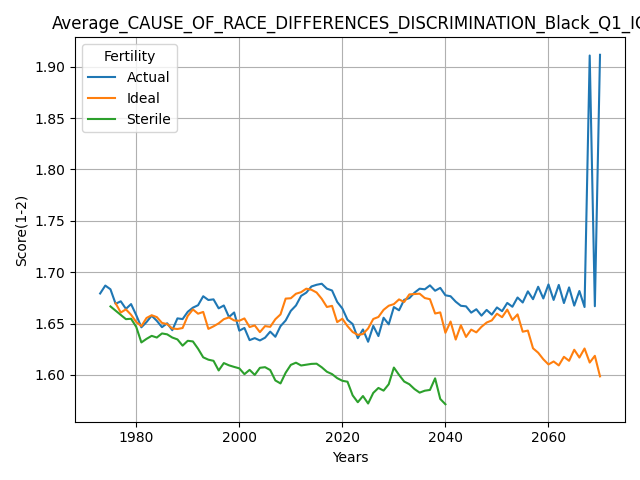 Average_CAUSE_OF_RACE_DIFFERENCES_DISCRIMINATION_Black_Q1_IC
Fertility
Actual
Ideal
Sterile
Score(1-2)
1.90
1.85
1.80
1.75
1.70
1.65
1.60
1980 2000 2020 2040 2060
Years